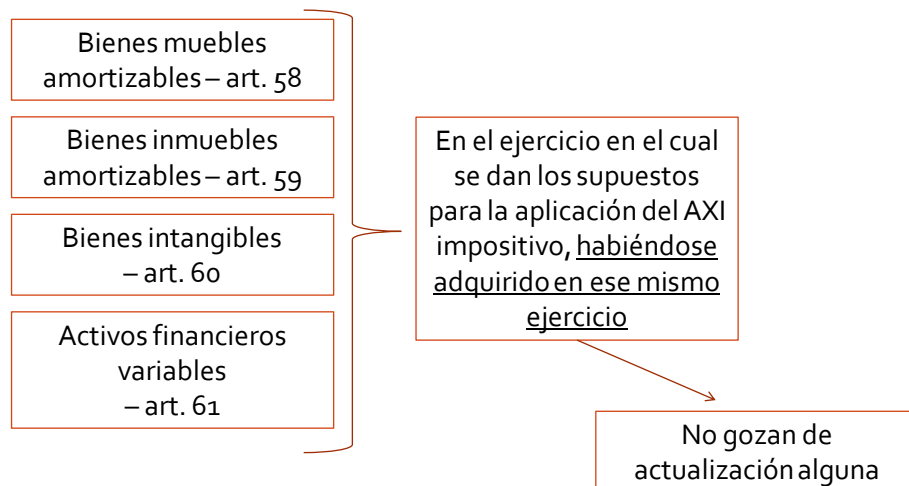 Bienes muebles
amortizables – art. 58
Bienes inmuebles
amortizables – art. 59
Bienes intangibles
– art. 60
Activos financieros
variables
– art. 61
En el ejercicio en el cual
se dan los supuestos
para la aplicación del AXI
impositivo, habiéndose
adquirido en ese mismo
ejercicio
No gozan de
actualización alguna